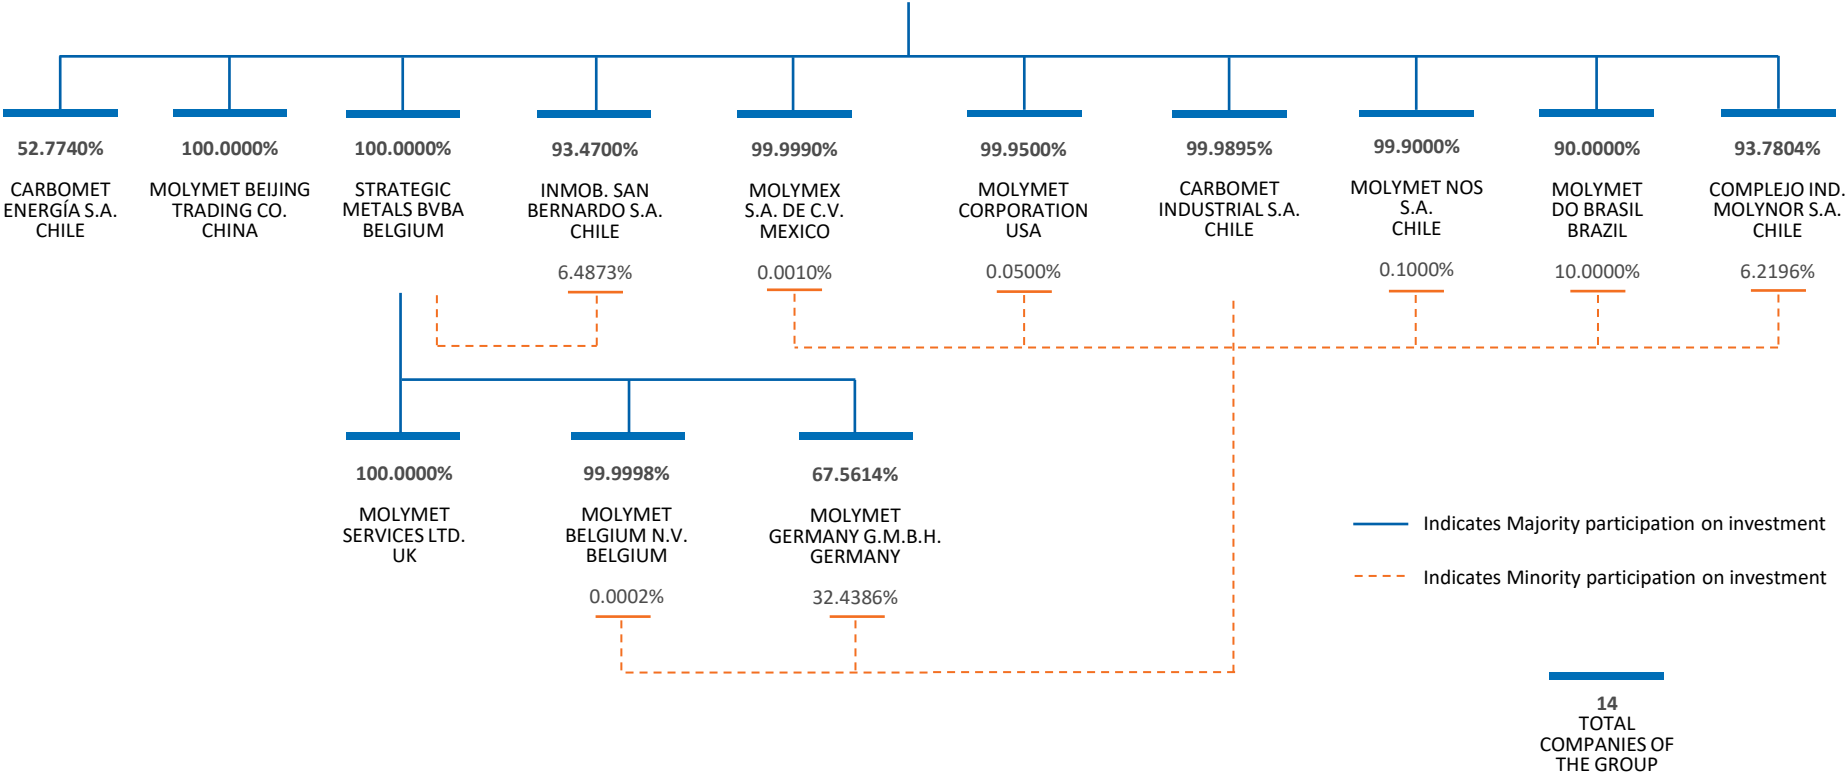 52.7740%
CARBOMET
ENERGÍA S.A.
CHILE
100.0000%
MOLYMET BEIJING
TRADING CO.
CHINA
100.0000%
STRATEGIC
METALS BVBA
BELGIUM
93.4700%
INMOB. SAN
BERNARDO S.A.
CHILE
6.4873%
99.9990%
MOLYMEX
S.A. DE C.V.
MEXICO
0.0010%
99.9500%
MOLYMET
CORPORATION
USA
0.0500%
99.9895%
CARBOMET
INDUSTRIAL S.A.
CHILE
99.9000%
MOLYMET NOS
S.A.
CHILE
0.1000%
90.0000%
MOLYMET
DO BRASIL
BRAZIL
10.0000%
93.7804%
COMPLEJO IND.
MOLYNOR S.A.
CHILE
6.2196%
100.0000%
MOLYMET
SERVICES LTD.
UK
99.9998%
MOLYMET
BELGIUM N.V.
BELGIUM
0.0002%
67.5614%
MOLYMET
GERMANY G.M.B.H.
GERMANY
32.4386%
Indicates Majority participation on investment
Indicates Minority participation on investment
14
TOTAL
COMPANIES OF
THE GROUP